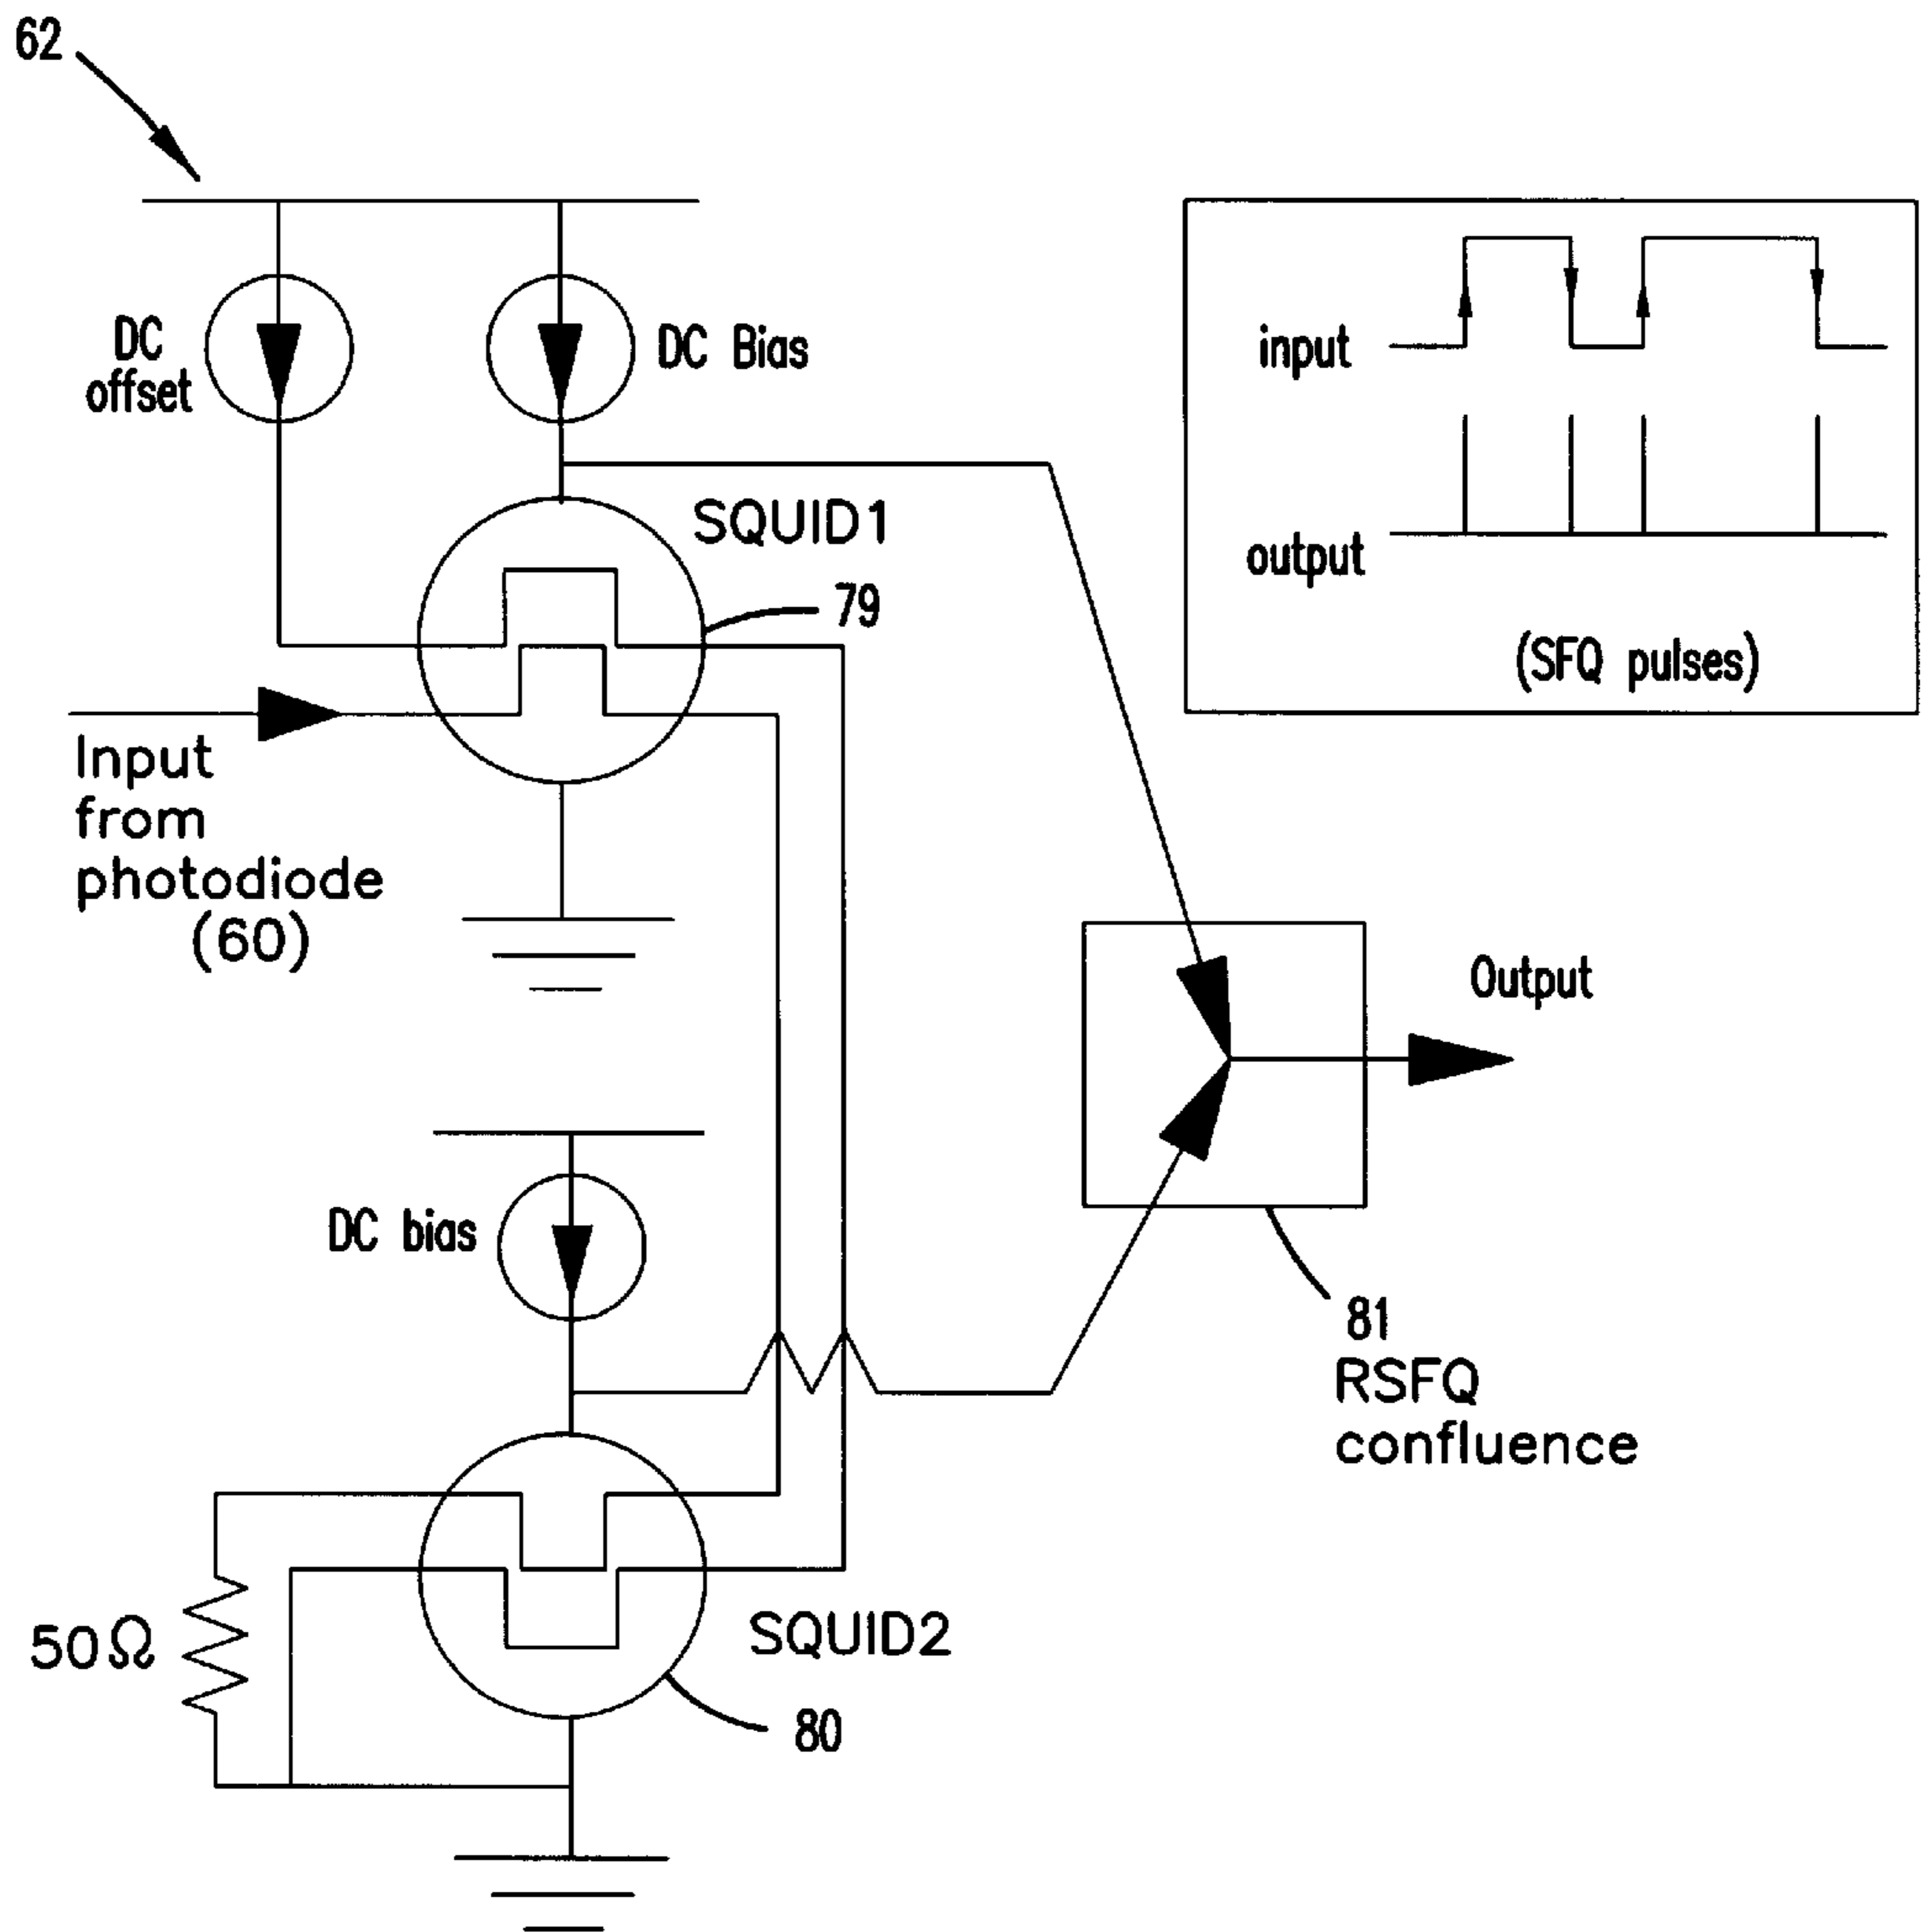 62
DC
offset
DC Bias
SQUID1
79
Input
from
photodiode
(60)
input
output
(SFQ pulses)
Output
DC bias
81
RSFQ
confluence
50Ω
SQUID2
80